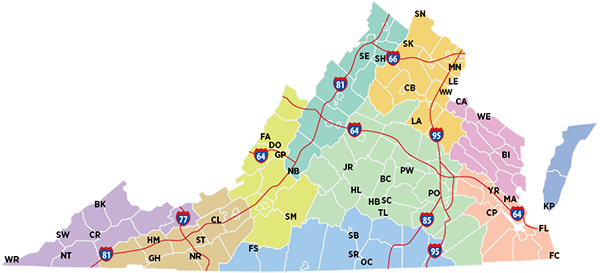 SN
SK
SE
SH
66
MN
LE
81
CB
WW
CA
WE
LA
64
95
FA
DO
GP
64
BI
NB
JR
BC
PW
YR
HL
PO
MA
KP
BK
HB
SC
77
CL
SM
TL
85
CP
64
SW
CR
HM
ST
SB
FL
WR
NT
81
GH
NR
FS
SR
OC
95
FC